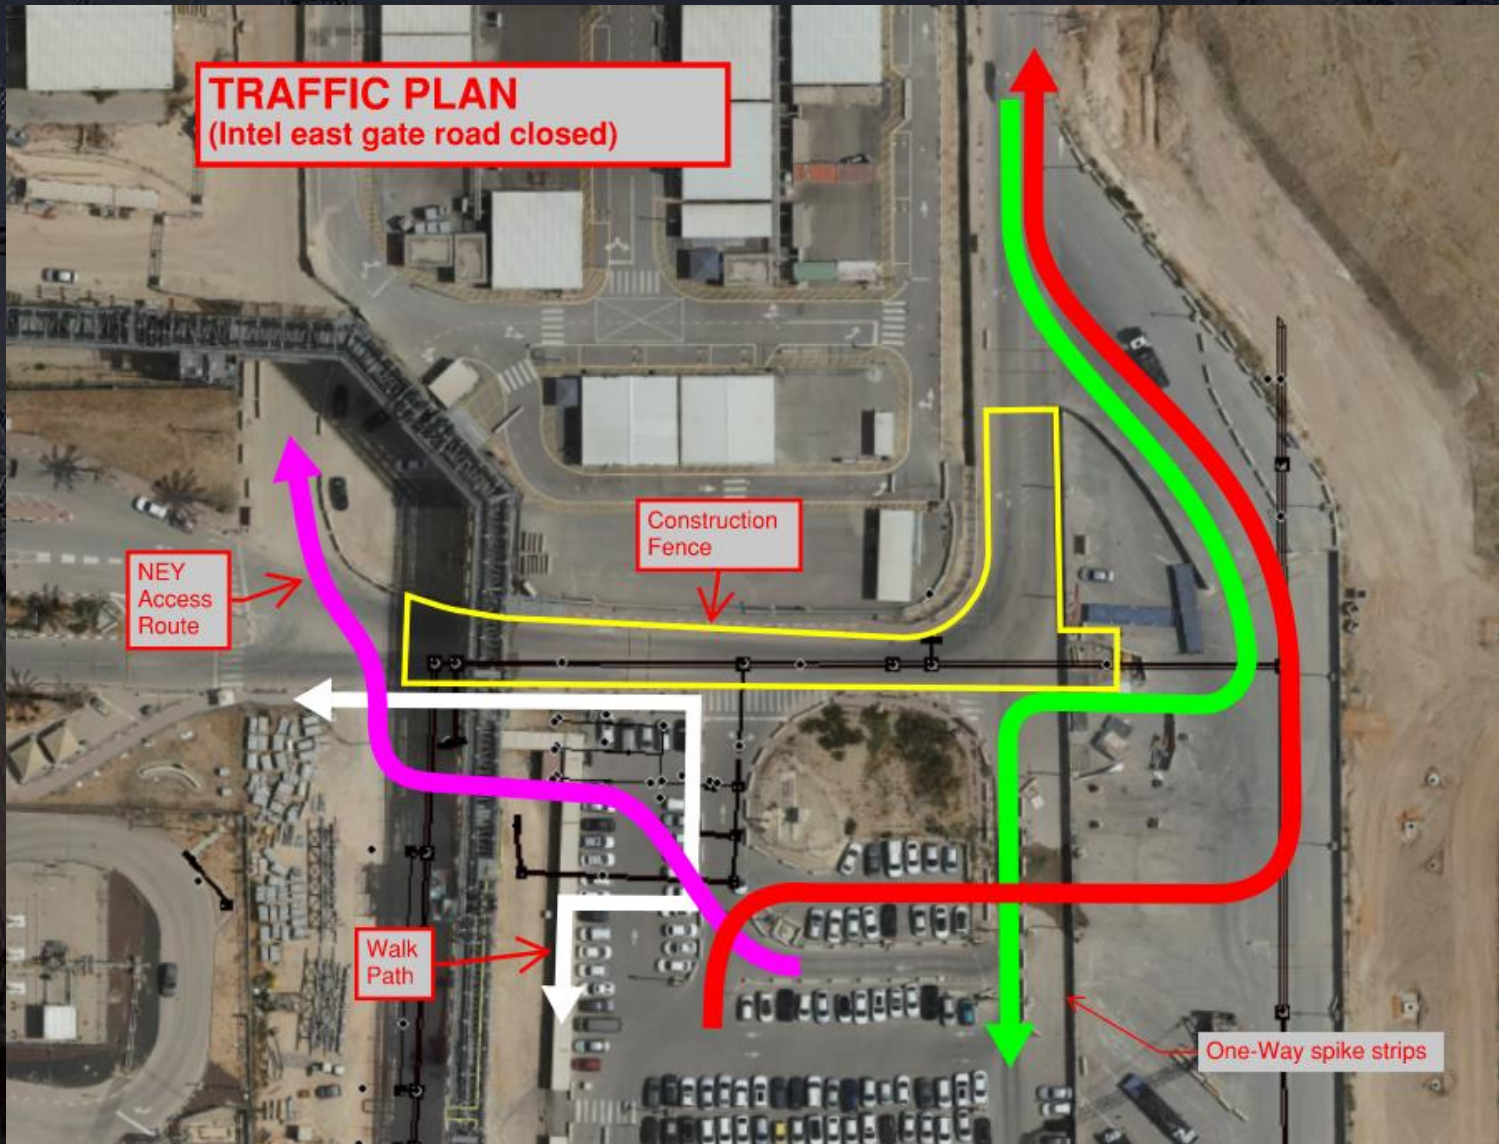 TRAFFIC PLAN
(Intel east gate road closed)
Construction
Fence
NEY
Access
Route
Walk
Path
One-Way spike strips